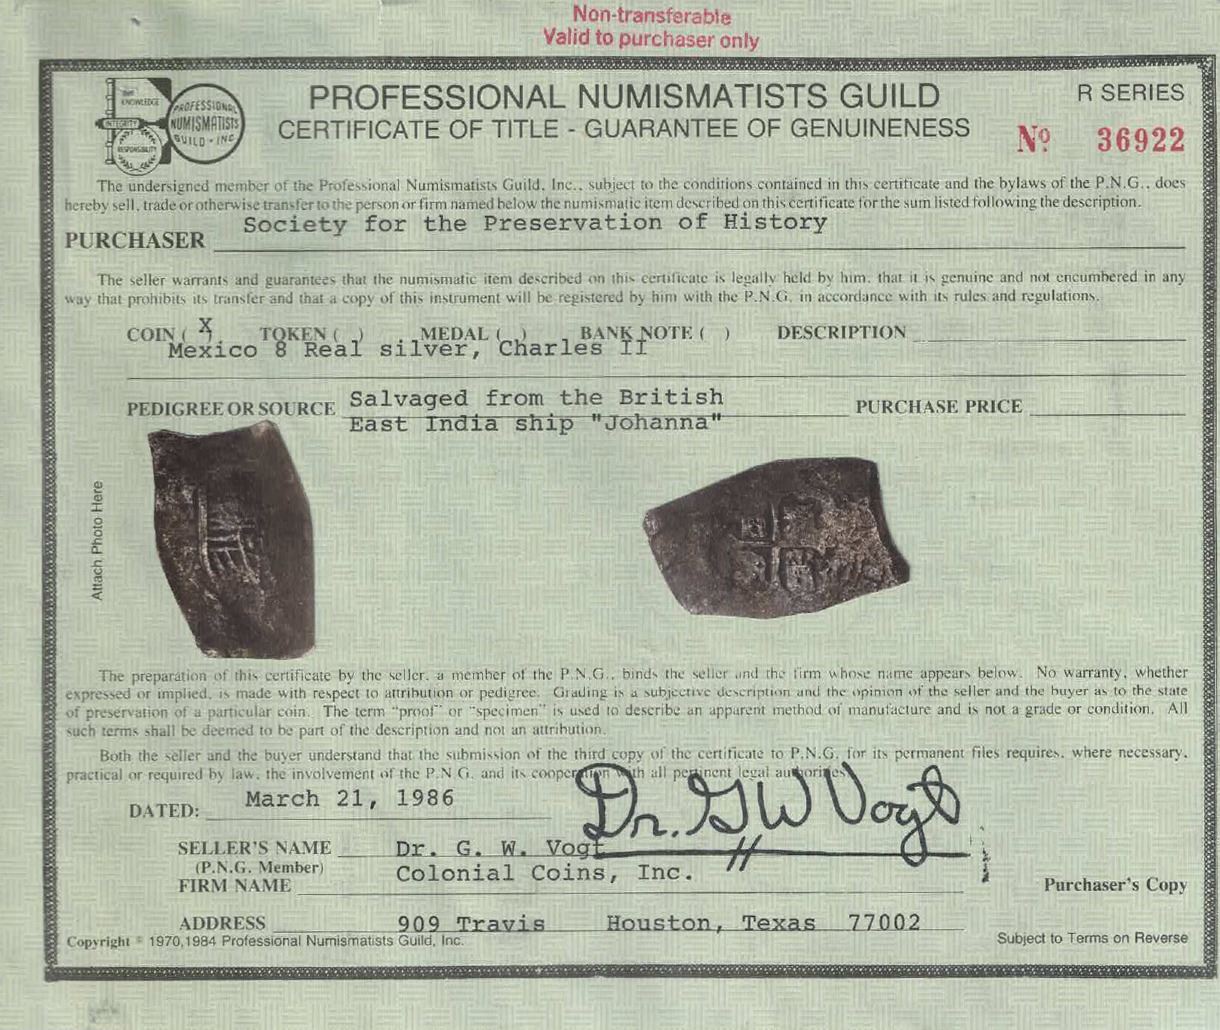 Non-transferable
Valid to purchaser only
KNOWLEDGE
INTEGRITY
RESPONSIBILITY
PROFESSIONAL
NUMISMATISTS
GUILD • INC
PROFESSIONAL NUMISMATISTS GUILD
CERTIFICATE OF TITLE - GUARANTEE OF GENUINENESS
R SERIES
Nº 36922
The undersigned member of the Professional Numismatists Guild, Inc., subject to the conditions contained in this certificate and the bylaws of the P.N.G., does
hereby sell, trade or otherwise transfer to the person or firm named below the numismatic item described on this certificate for the sum listed following the description.
PURCHASER Society for the Preservation of History
The seller warrants and guarantees that the numismatic item described on this certificate is legally held by him, that it is genuine and not encumbered in any
way that prohibits its transfer and that a copy of this instrument will be registered by him with the P.N.G. in accordance with its rules and regulations.
COIN ( X ) TOKEN ( ) MEDAL ( ) BANK NOTE ( ) DESCRIPTION
Mexico 8 Real silver, Charles II
PEDIGREE OR SOURCE Salvaged from the British
East India ship "Johanna"
PURCHASE PRICE
Attach Photo Here
The preparation of this certificate by the seller, a member of the P.N.G., binds the seller and the firm whose name appears below. No warranty, whether
expressed or implied, is made with respect to attribution or pedigree. Grading is a subjective description and the opinion of the seller and the buyer as to the state
of preservation of a particular coin. The term "proof" or "specimen" is used to describe an apparent method of manufacture and is not a grade or condition. All
such terms shall be deemed to be part of the description and not an attribution.
Both the seller and the buyer understand that the submission of the third copy of the certificate to P.N.G. for its permanent files requires, where necessary,
practical or required by law, the involvement of the P.N.G. and its cooperation with all pertinent legal authorities.
DATED: March 21, 1986
Dr. G W Vogt
SELLER'S NAME Dr. G. W. Vogt
(P.N.G. Member)
FIRM NAME Colonial Coins, Inc.
Purchaser's Copy
ADDRESS 909 Travis Houston, Texas 77002
Copyright © 1970,1984 Professional Numismatists Guild, Inc.
Subject to Terms on Reverse